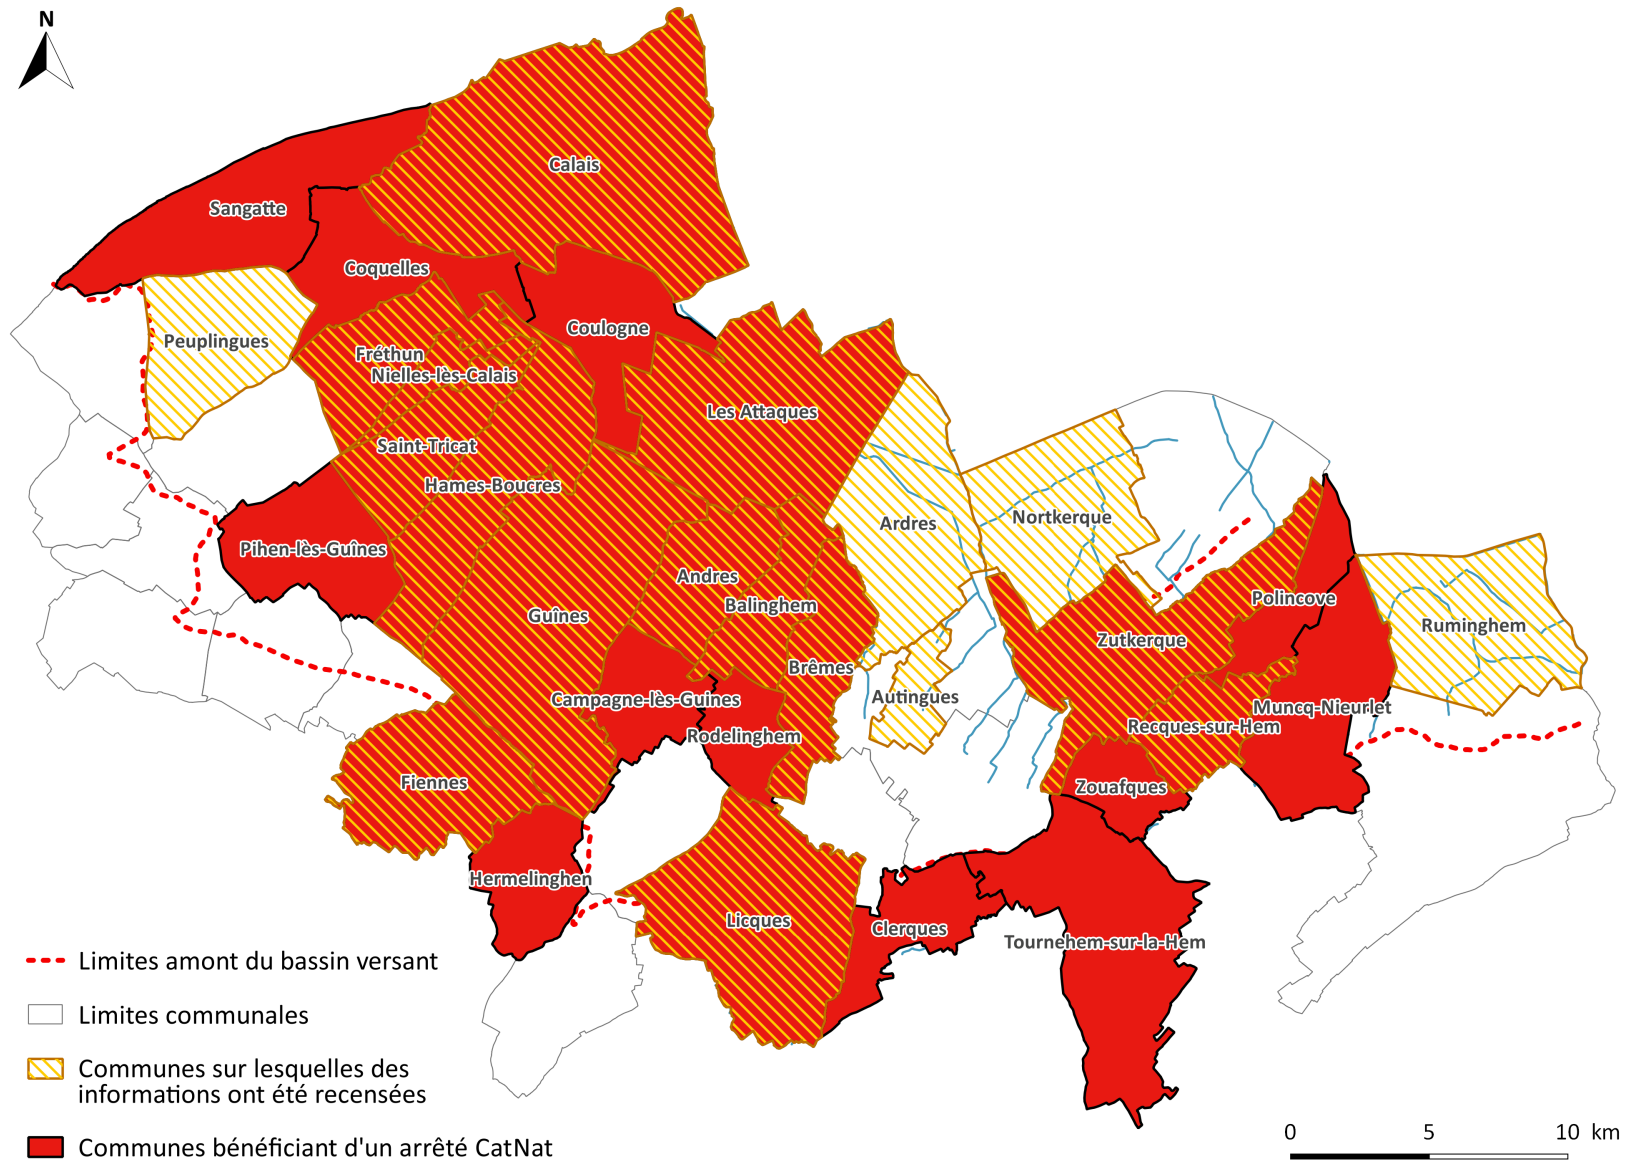 N
Calais
Sangatte
Coquelles
Coulogne
Peuplingues
Fréthun
Nielles-lès-Calais
Les Attaques
Saint-Tricat
Hames-Boucres
Ardres
Nortkerque
Pihen-lès-Guînes
Andres
Balinghem
Polincove
Guînes
Ruminghem
Zutkerque
Brêmes
Autingues
Campagne-lès-Guines
Muncq-Nieurlet
Recques-sur-Hem
Rodelinghem
Fiennes
Zouafques
Hermelinghen
Licques
Clerques
Tournehem-sur-la-Hem
Limites amont du bassin versant
Limites communales
Communes sur lesquelles des
informations ont été recensées
Communes bénéficiant d'un arrêté CatNat
0 5 10 km